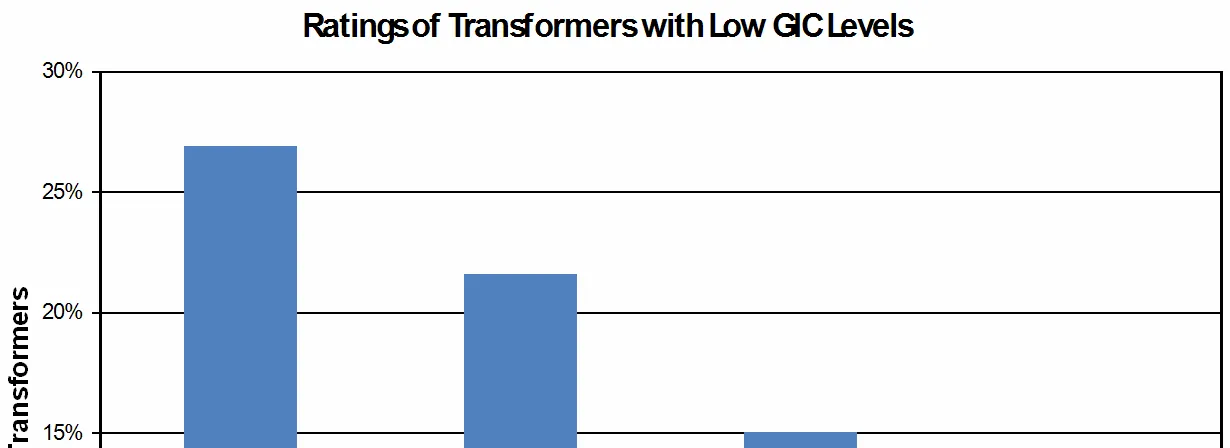 Ratings of Transformers with Low GIC Levels
30%
25%
20%
15%
Transformers